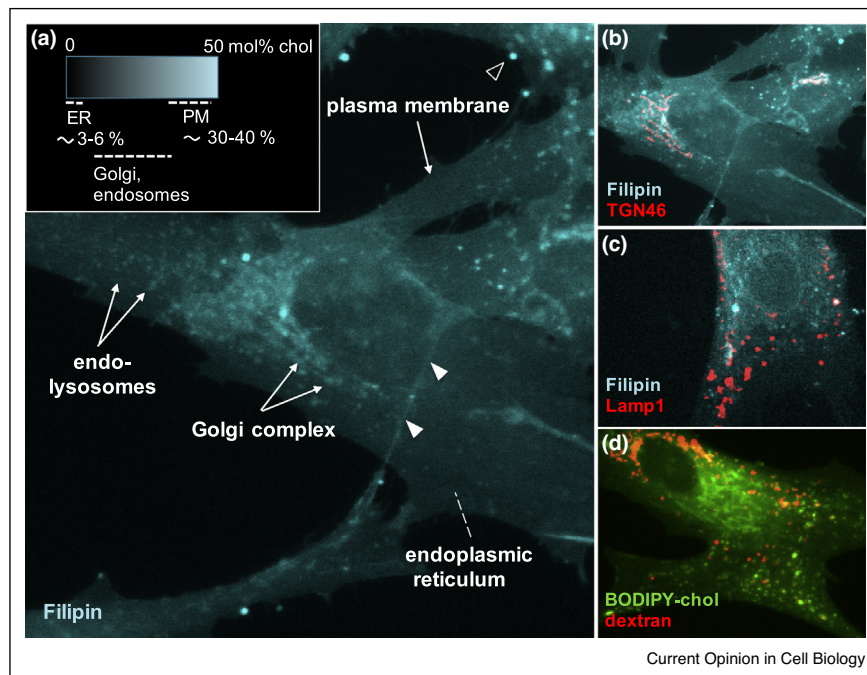 (a)
0
50 mol% chol
ER
PM
~3-6 %
~ 30-40 %
Golgi,
endosomes
plasma membrane
endo-
lysosomes
Golgi complex
endoplasmic
reticulum
Filipin
(b)
Filipin
TGN46
(c)
Filipin
Lamp1
(d)
BODIPY-chol
dextran
Current Opinion in Cell Biology